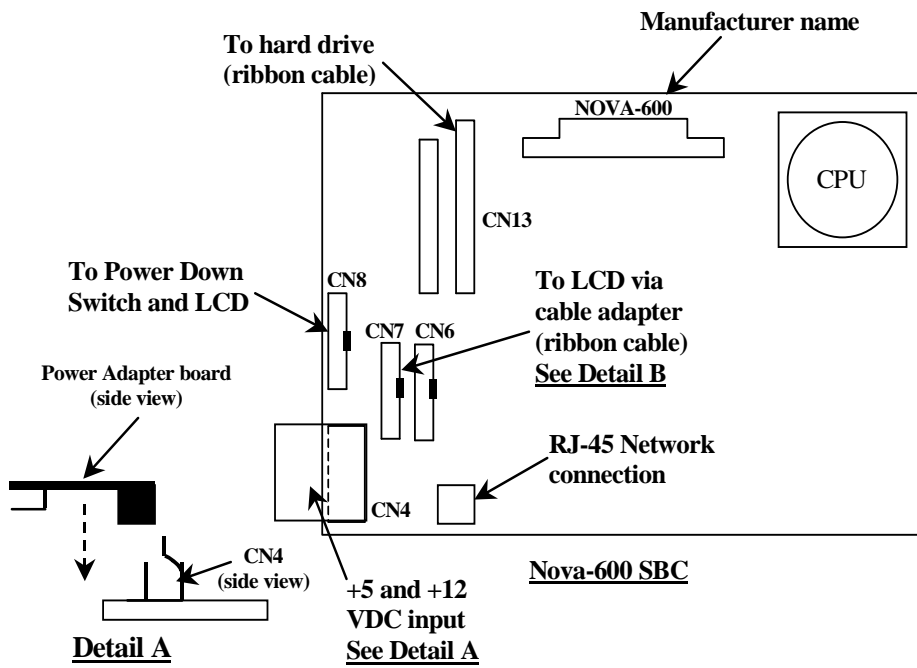 Manufacturer name
To hard drive
(ribbon cable)
NOVA-600
CPU
CN13
To Power Down
Switch and LCD
CN8
To LCD via
cable adapter
(ribbon cable)
See Detail B
CN7
CN6
Power Adapter board
(side view)
RJ-45 Network
connection
CN4
CN4
(side view)
+5 and +12
VDC input
See Detail A
Nova-600 SBC
Detail A